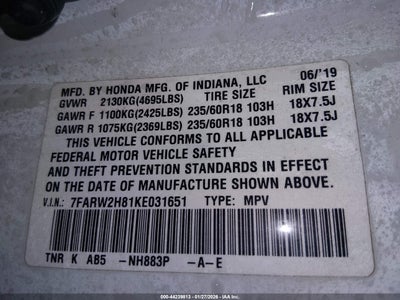 MFD. BY HONDA MFG. OF INDIANA, LLC 06/'19
GVWR 2130KG(4695LBS) TIRE SIZE RIM SIZE
GAWR F 1100KG(2425LBS) 235/60R18 103H 18X7.5J
GAWR R 1075KG(2369LBS) 235/60R18 103H 18X7.5J
THIS VEHICLE CONFORMS TO ALL APPLICABLE
FEDERAL MOTOR VEHICLE SAFETY
AND THEFT PREVENTION STANDARDS IN EFFECT
ON THE DATE OF MANUFACTURE SHOWN ABOVE.
V.I.N.: 7FARW2H81KE031651 TYPE: MPV
TNR K AB5 -NH883P -A-E
000-44239813 - 01/27/2026 - IAA Inc.